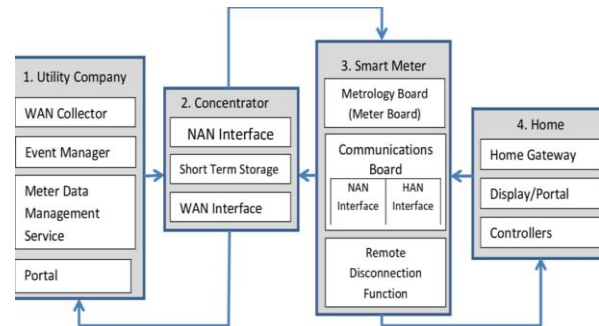 1. Utility Company
WAN Collector
Event Manager
Meter Data
Management
Service
Portal
2. Concentrator
NAN Interface
Short Term Storage
WAN Interface
3. Smart Meter
Metrology Board
(Meter Board)
Communications
Board
NAN
Interface
HAN
Interface
Remote
Disconnection
Function
4. Home
Home Gateway
Display/Portal
Controllers